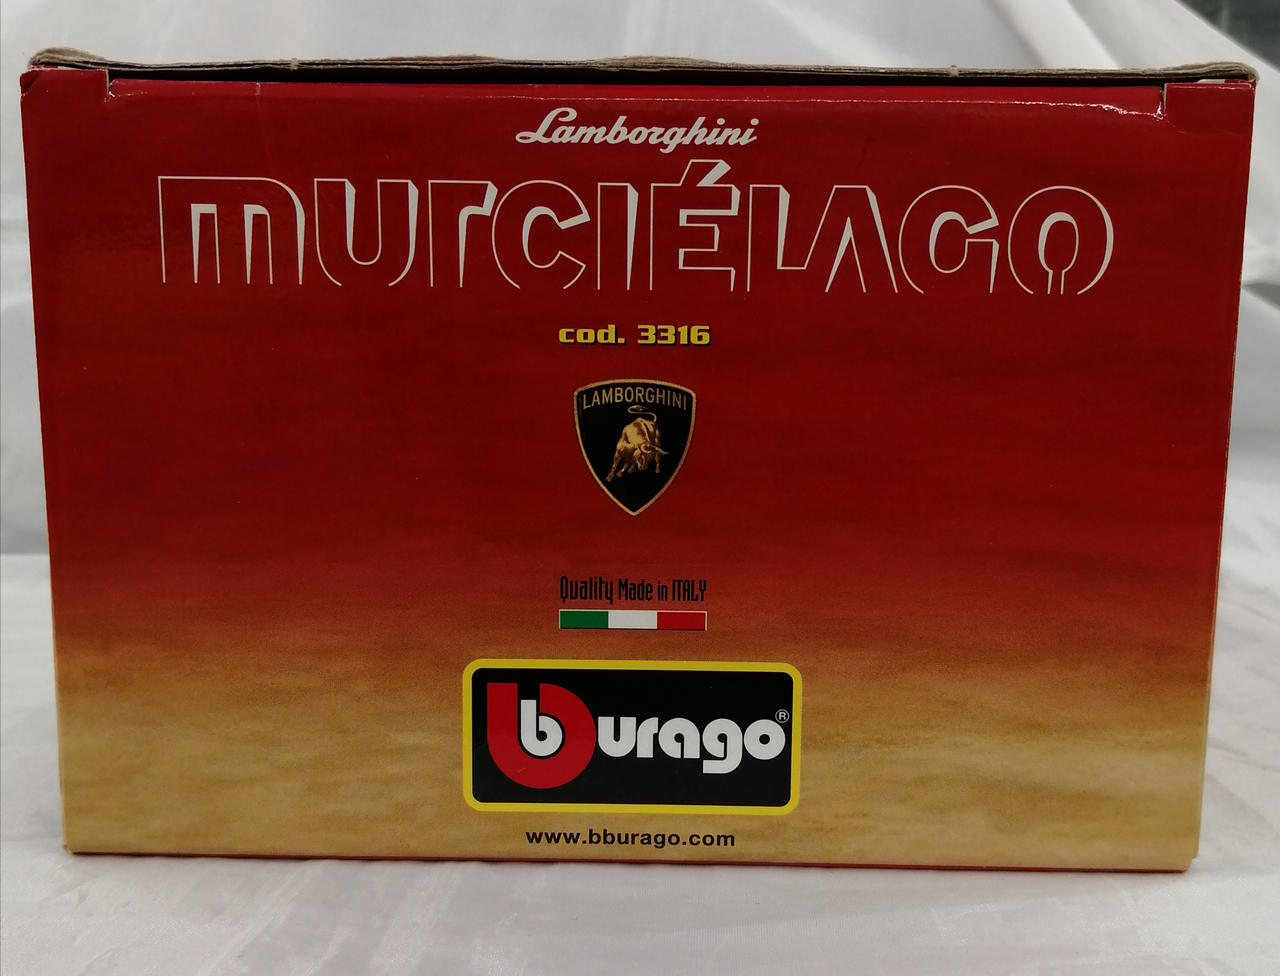 Lamborghini
MURCIÉLAGO
cod. 3316
LAMBORGHINI
Quality Made in ITALY
bburago®
www.bburago.com